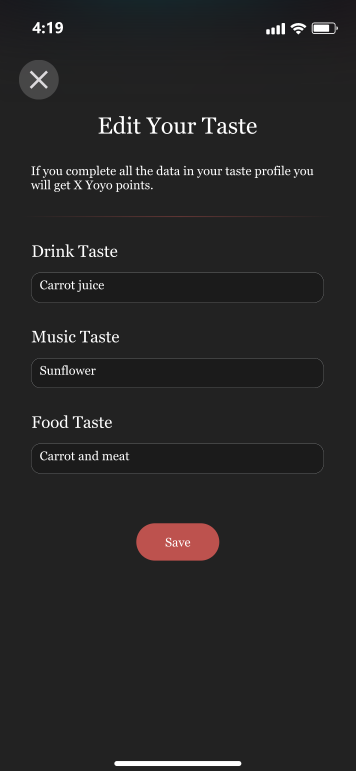 4:19
Edit Your Taste
If you complete all the data in your taste profile you
will get X Yoyo points.
Drink Taste
Carrot juice
Music Taste
Sunflower
Food Taste
Carrot and meat
Save